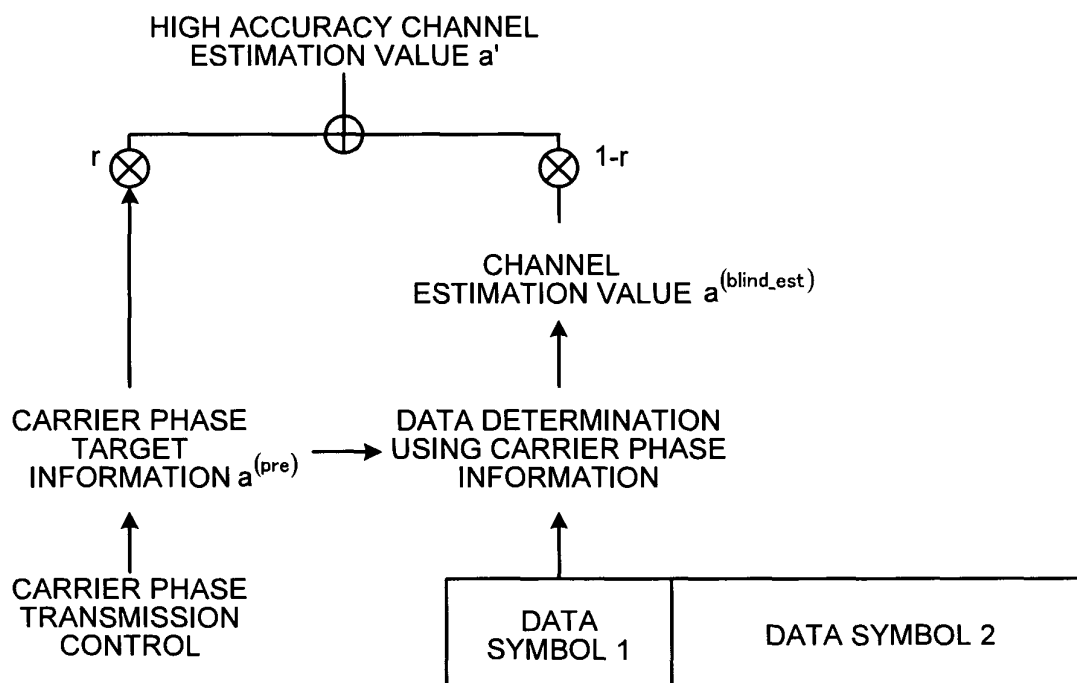 HIGH ACCURACY CHANNEL
ESTIMATION VALUE a'
r
1-r
CHANNEL
ESTIMATION VALUE a(blind_est)
CARRIER PHASE
TARGET
INFORMATION a(pre)
DATA DETERMINATION
USING CARRIER PHASE
INFORMATION
CARRIER PHASE
TRANSMISSION
CONTROL
DATA
SYMBOL 1
DATA SYMBOL 2